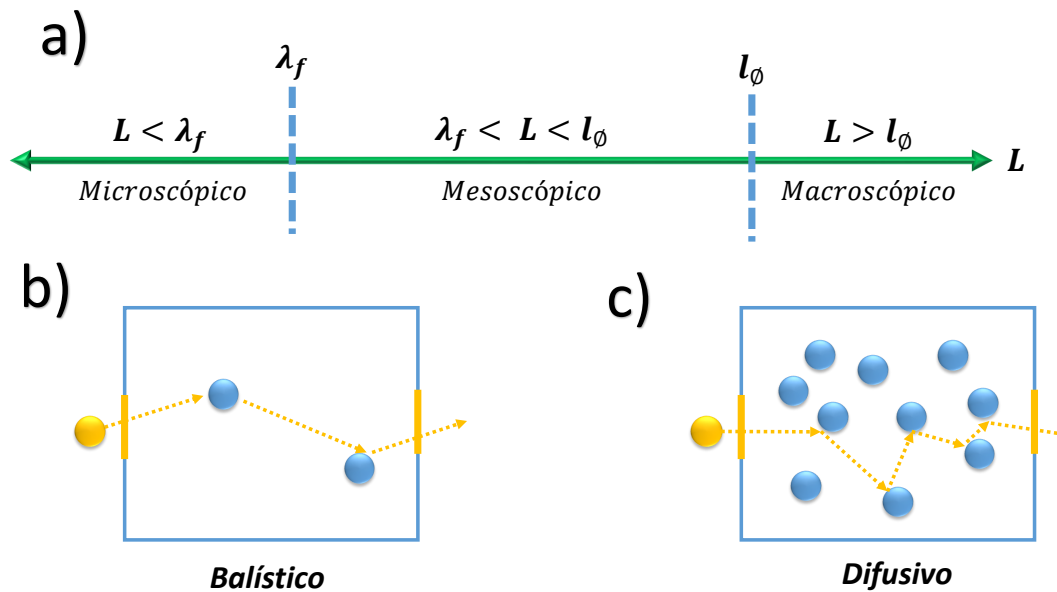 a)
λ_f
l_∅
L < λ_f
λ_f < L < l_∅
L > l_∅
L
Microscópico
Mesoscópico
Macroscópico
b)
c)
Balístico
Difusivo